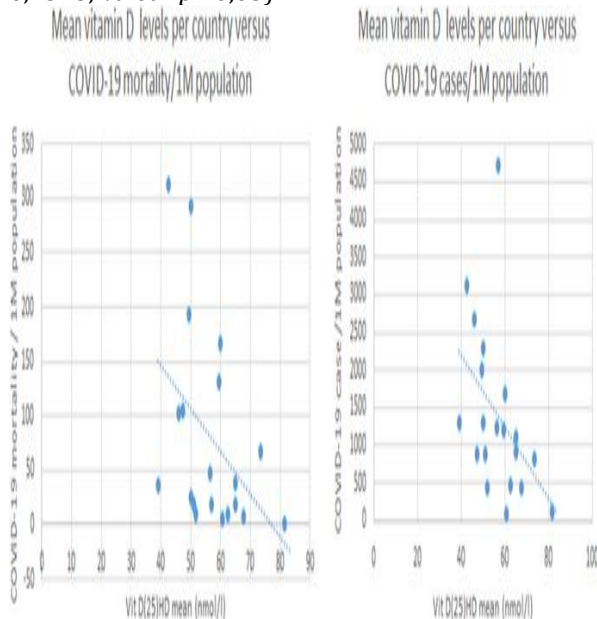 Mean vitamin D levels per country versus
COVID-19 mortality/1M population
COVID-19 mortality/ 1M population
350
300
250
200
150
100
50
0
-50
0 10 20 30 40 50 60 70 80 90
Vit D(25)HD mean (nmol/l)
Mean vitamin D levels per country versus
COVID-19 cases/1M population
COVID-19 case/1M population
5000
4500
4000
3500
3000
2500
2000
1500
1000
500
0
0 20 40 60 80 100
Vit D(25)HD mean (nmol/l)